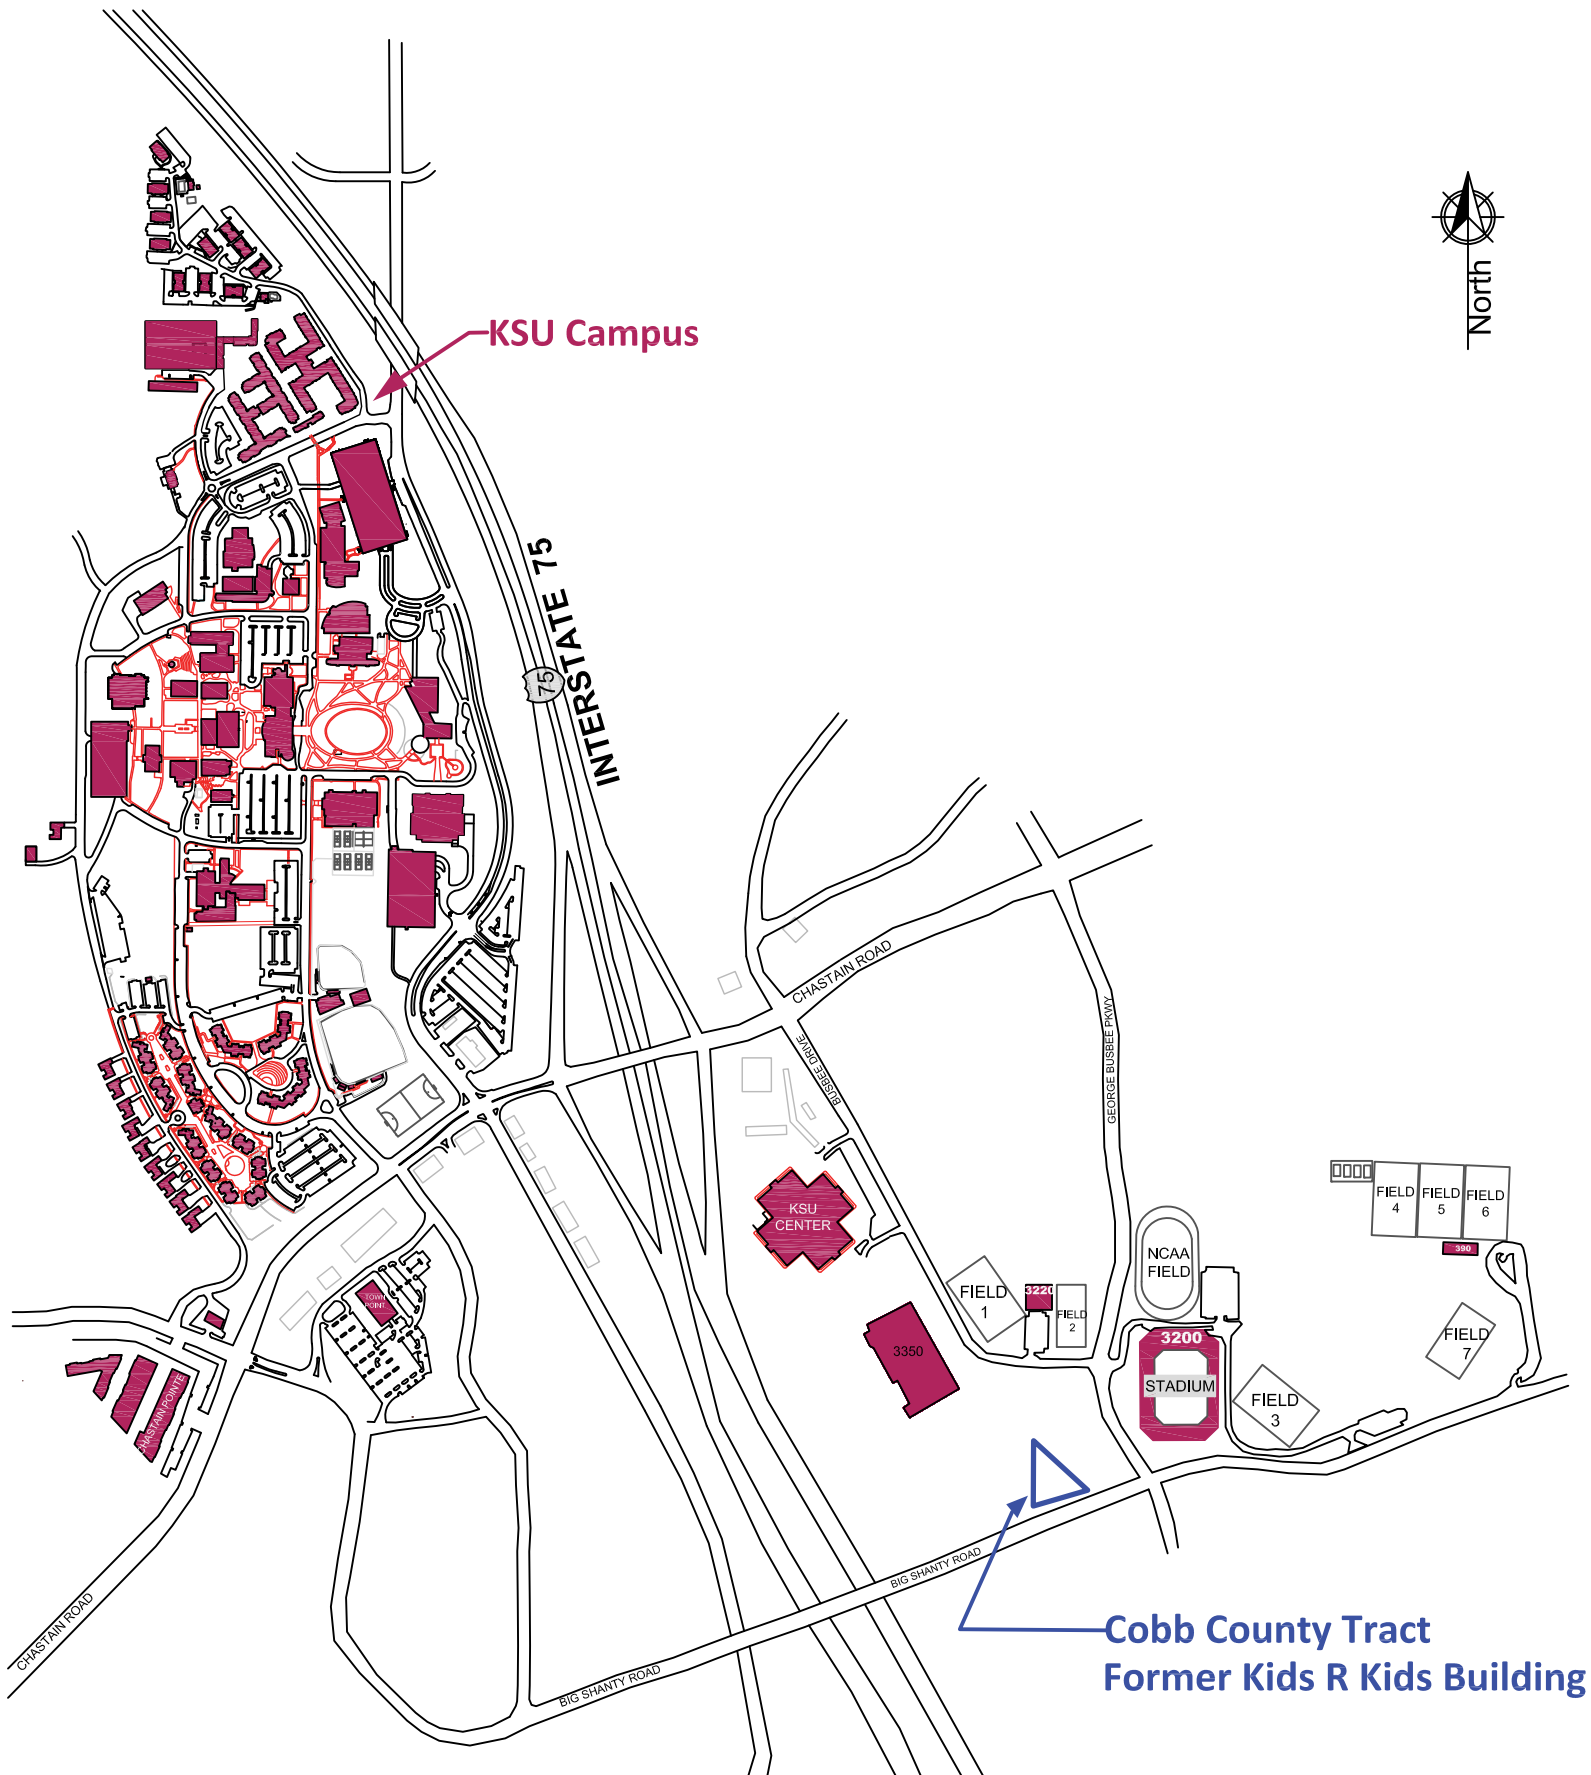 North
KSU Campus
INTERSTATE 75
75
CHASTAIN ROAD
BUSBEE DRIVE
GEORGE BUSBEE PKWY
KSU
CENTER
FIELD
4
FIELD
5
FIELD
6
390
NCAA
FIELD
FIELD
1
3220
FIELD
2
TOWN
POINT
3200
STADIUM
FIELD
7
3350
FIELD
3
CHASTAIN POINTE
BIG SHANTY ROAD
CHASTAIN ROAD
BIG SHANTY ROAD
Cobb County Tract
Former Kids R Kids Building